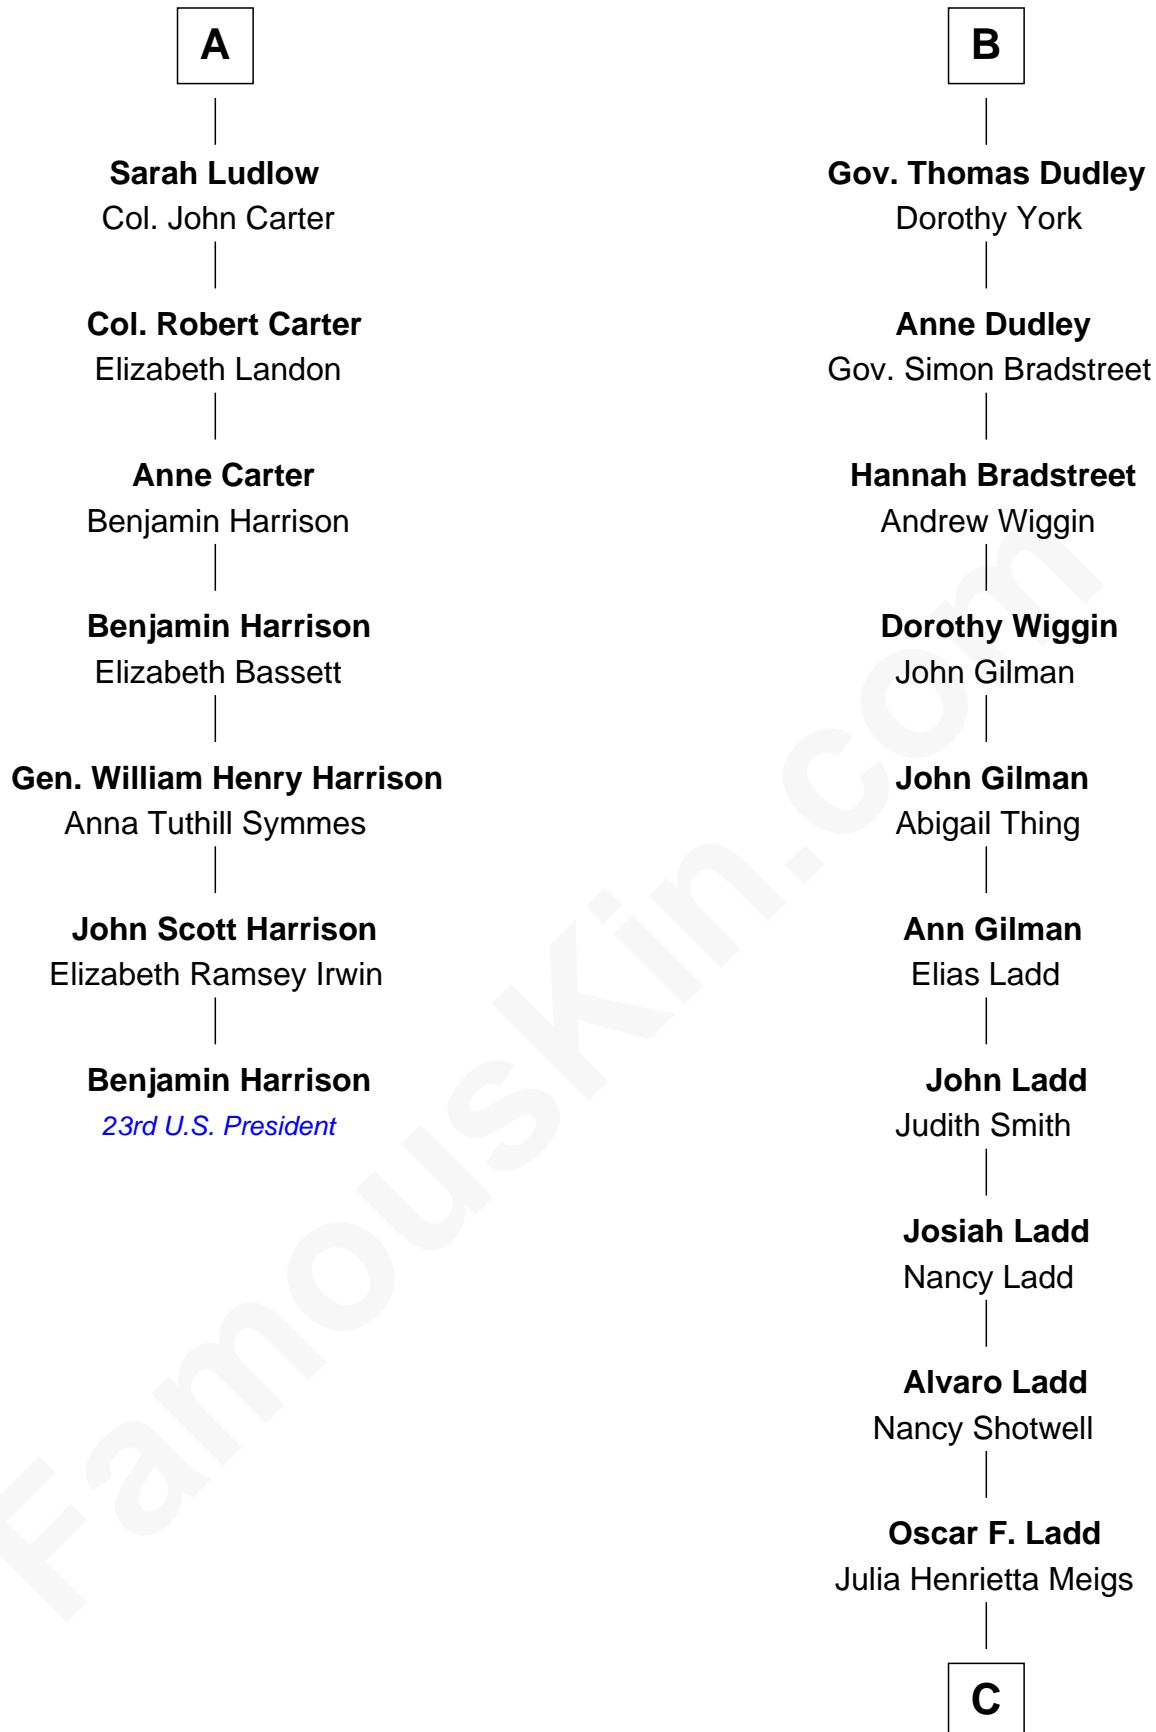 A
Sarah Ludlow
Col. John Carter
Col. Robert Carter
Elizabeth Landon
Anne Carter
Benjamin Harrison
Benjamin Harrison
Elizabeth Bassett
Gen. William Henry Harrison
Anna Tuthill Symmes
John Scott Harrison
Elizabeth Ramsey Irwin
Benjamin Harrison
23rd U.S. President
B
Gov. Thomas Dudley
Dorothy York
Anne Dudley
Gov. Simon Bradstreet
Hannah Bradstreet
Andrew Wiggin
Dorothy Wiggin
John Gilman
John Gilman
Abigail Thing
Ann Gilman
Elias Ladd
John Ladd
Judith Smith
Josiah Ladd
Nancy Ladd
Alvaro Ladd
Nancy Shotwell
Oscar F. Ladd
Julia Henrietta Meigs
C
FamousKin.com